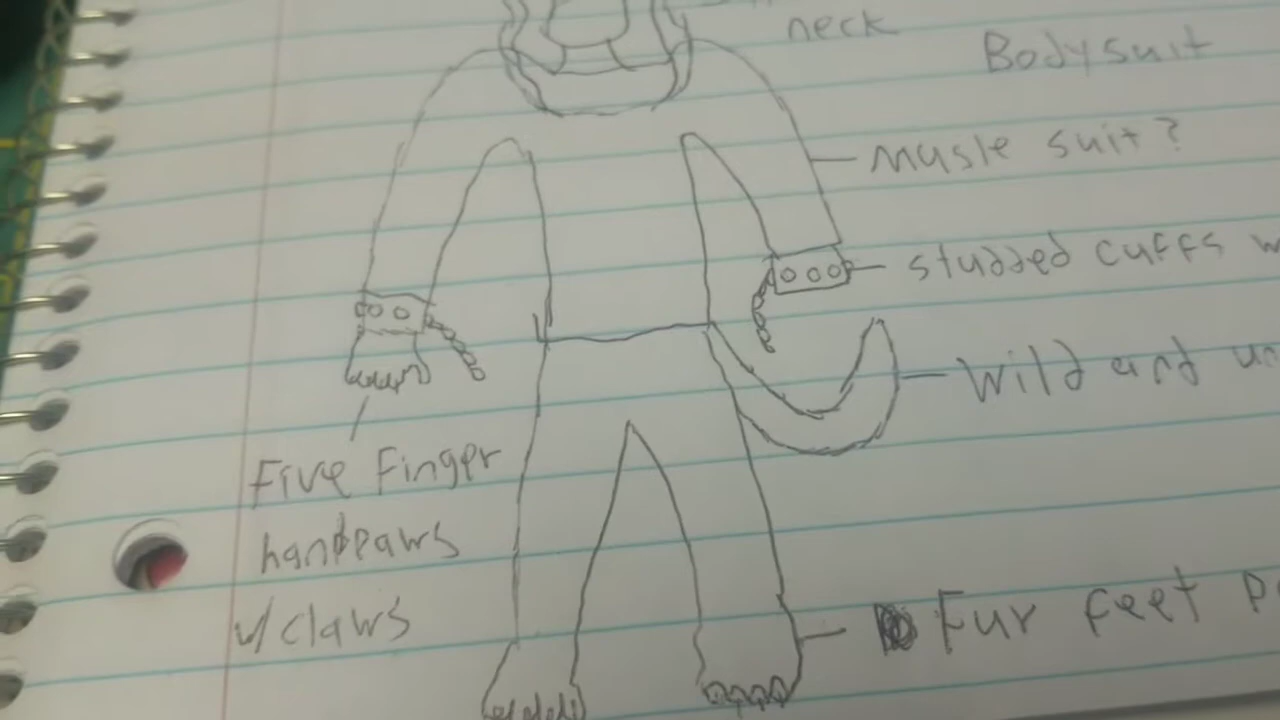 neck
Bodysuit
Musle suit?
studded cuffs
Wild and
Five Finger
handpaws
w/ claws
Fur feet